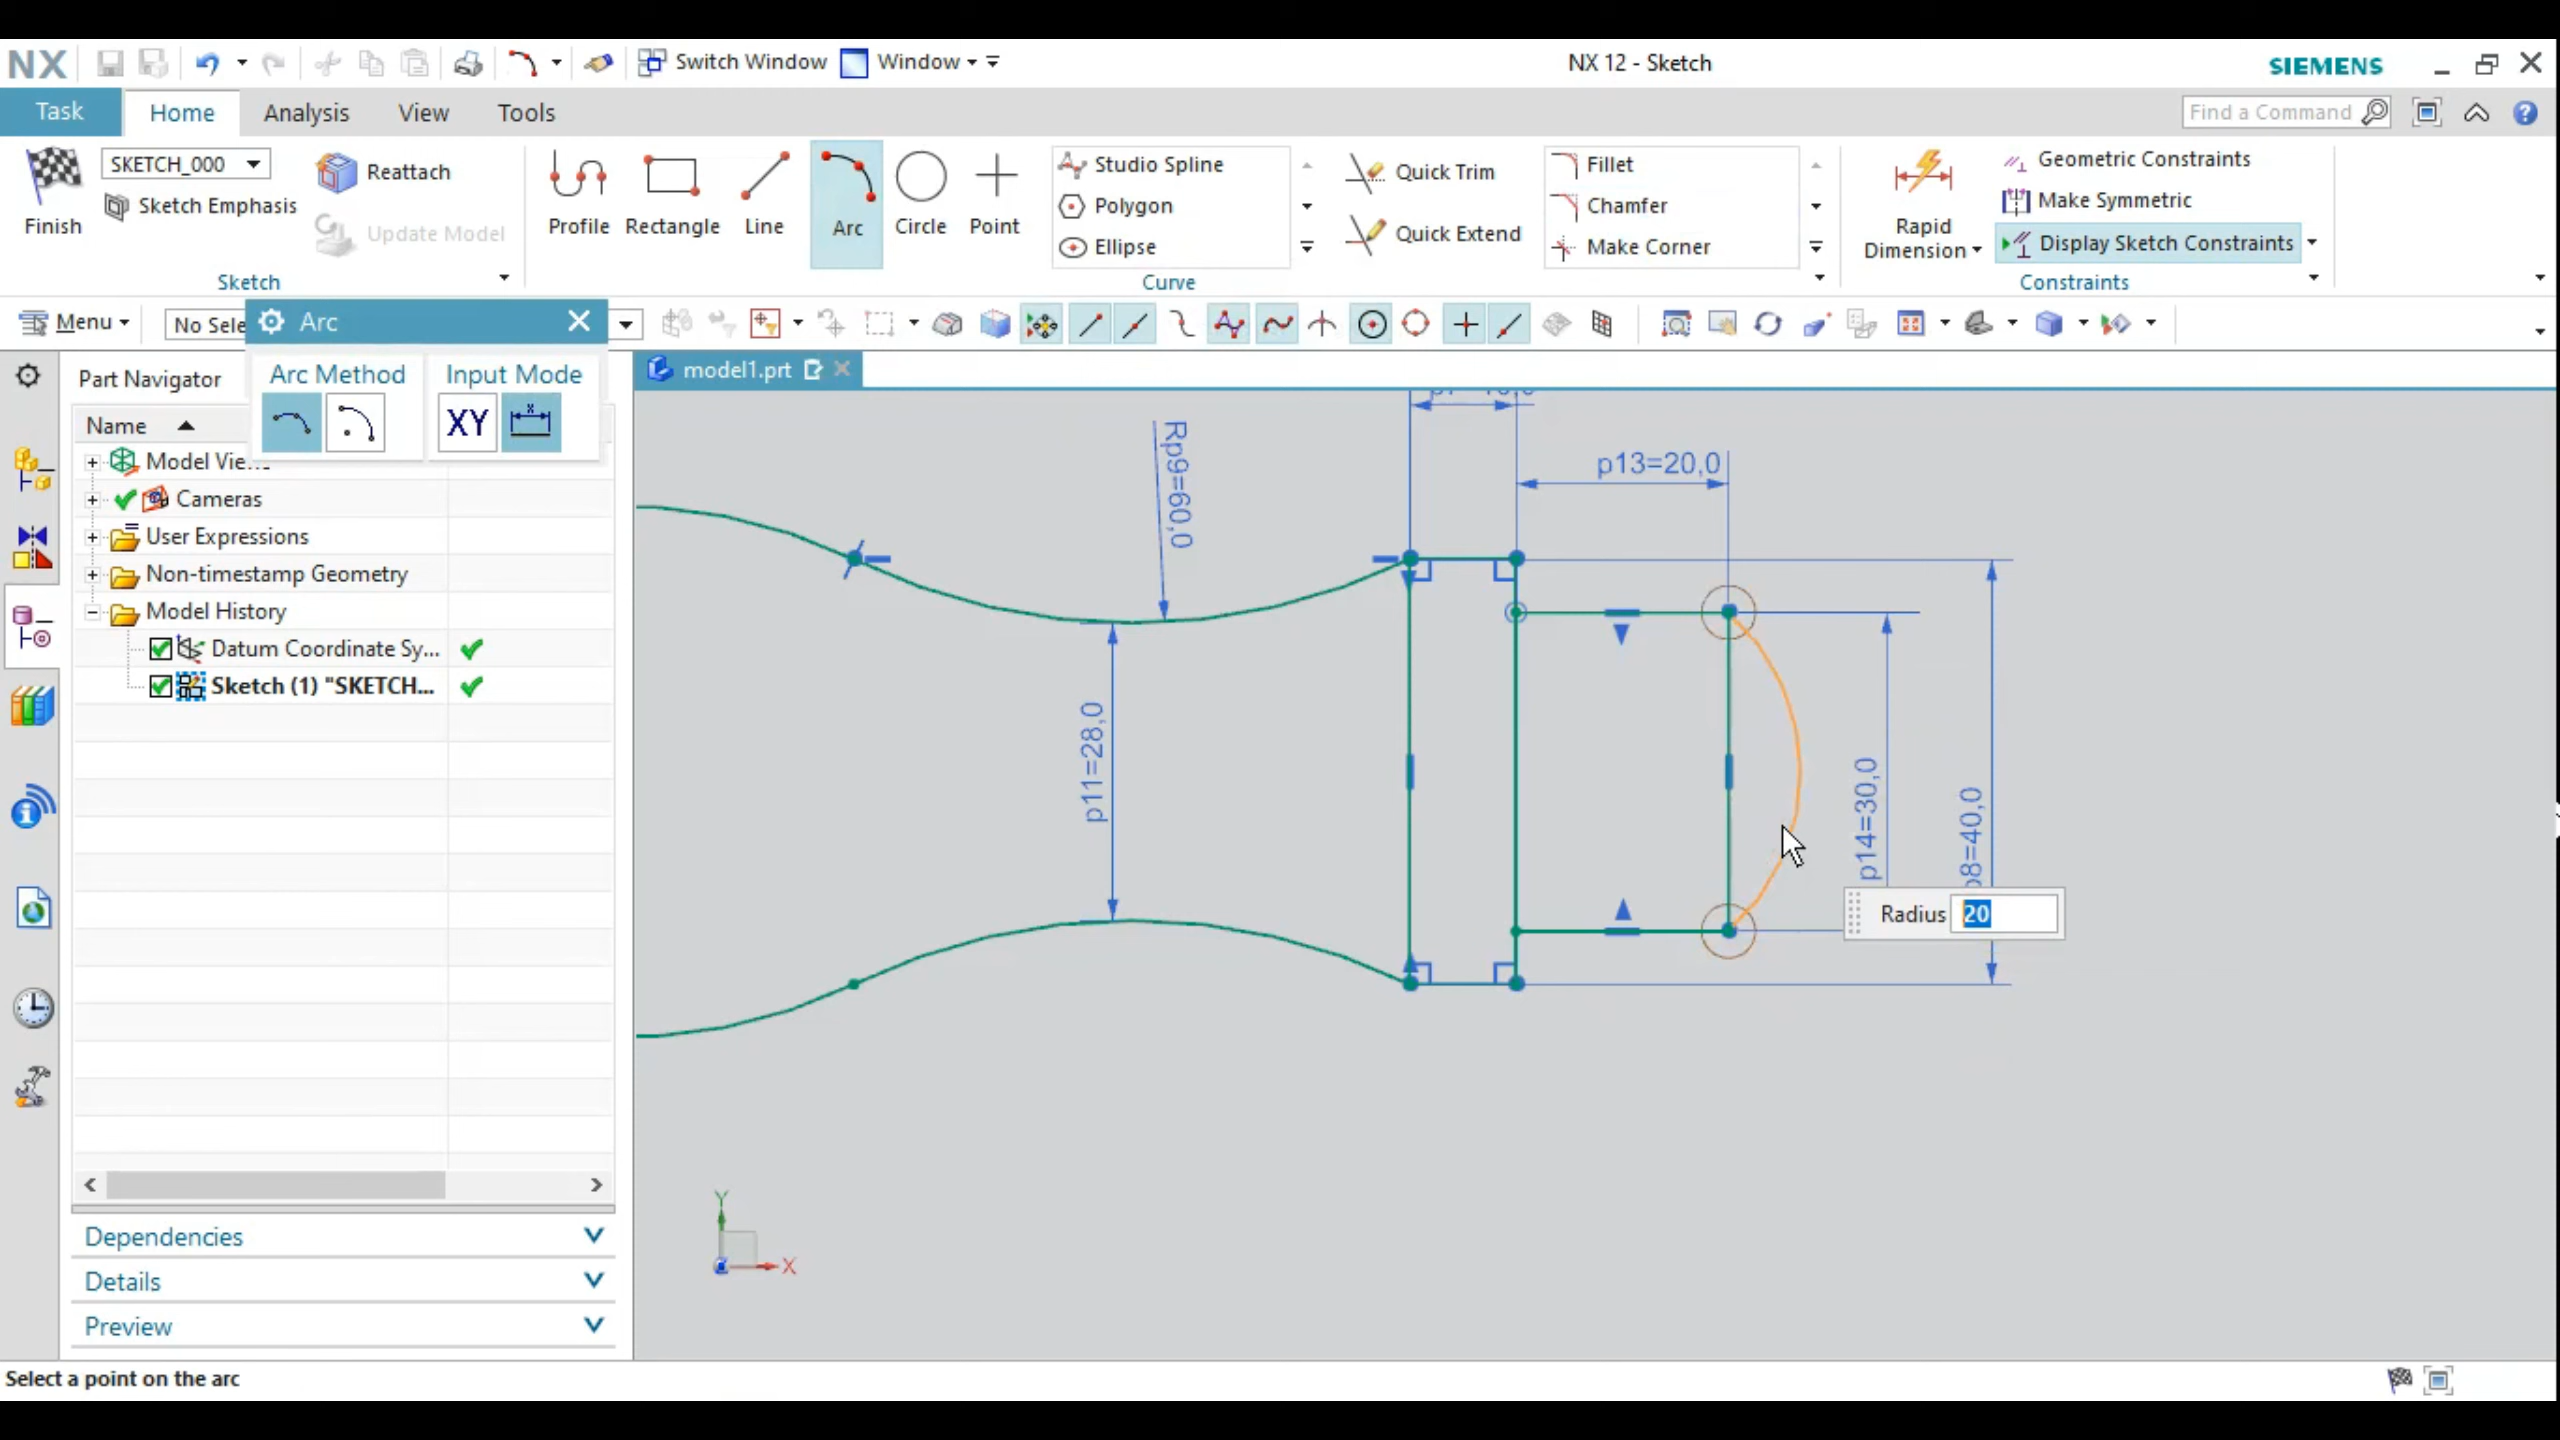 NX
Switch Window
Window
NX 12 - Sketch
SIEMENS
Task
Home
Analysis
View
Tools
Find a Command
Finish
SKETCH_000
Sketch Emphasis
Reattach
Update Model
Sketch
Profile
Rectangle
Line
Arc
Circle
Point
Studio Spline
Polygon
Ellipse
Curve
Quick Trim
Quick Extend
Fillet
Chamfer
Make Corner
Rapid
Dimension
Geometric Constraints
Make Symmetric
Display Sketch Constraints
Constraints
Menu
No Sele
Arc
Arc Method
Input Mode
XY
model1.prt
Part Navigator
Name
Model Vie
Cameras
User Expressions
Non-timestamp Geometry
Model History
Datum Coordinate Sy...
Sketch (1) "SKETCH...
Dependencies
Details
Preview
Rp9=60,0
p13=20,0
p11=28,0
p14=30,0
p8=40,0
Radius 20
Y
X
Select a point on the arc